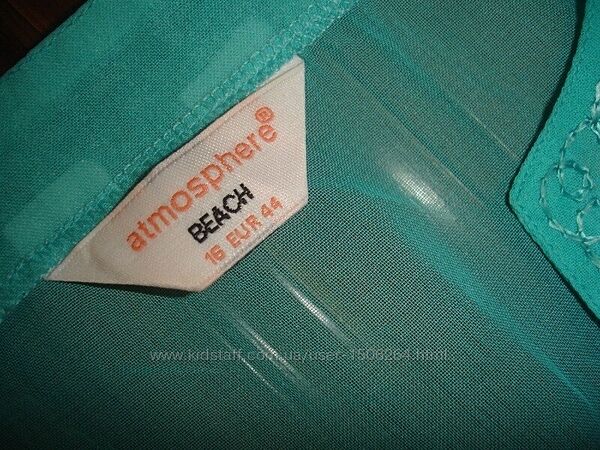 atmosphere®
BEACH
16 EUR 44
www.kidstaff.com.ua/user-1508264.html